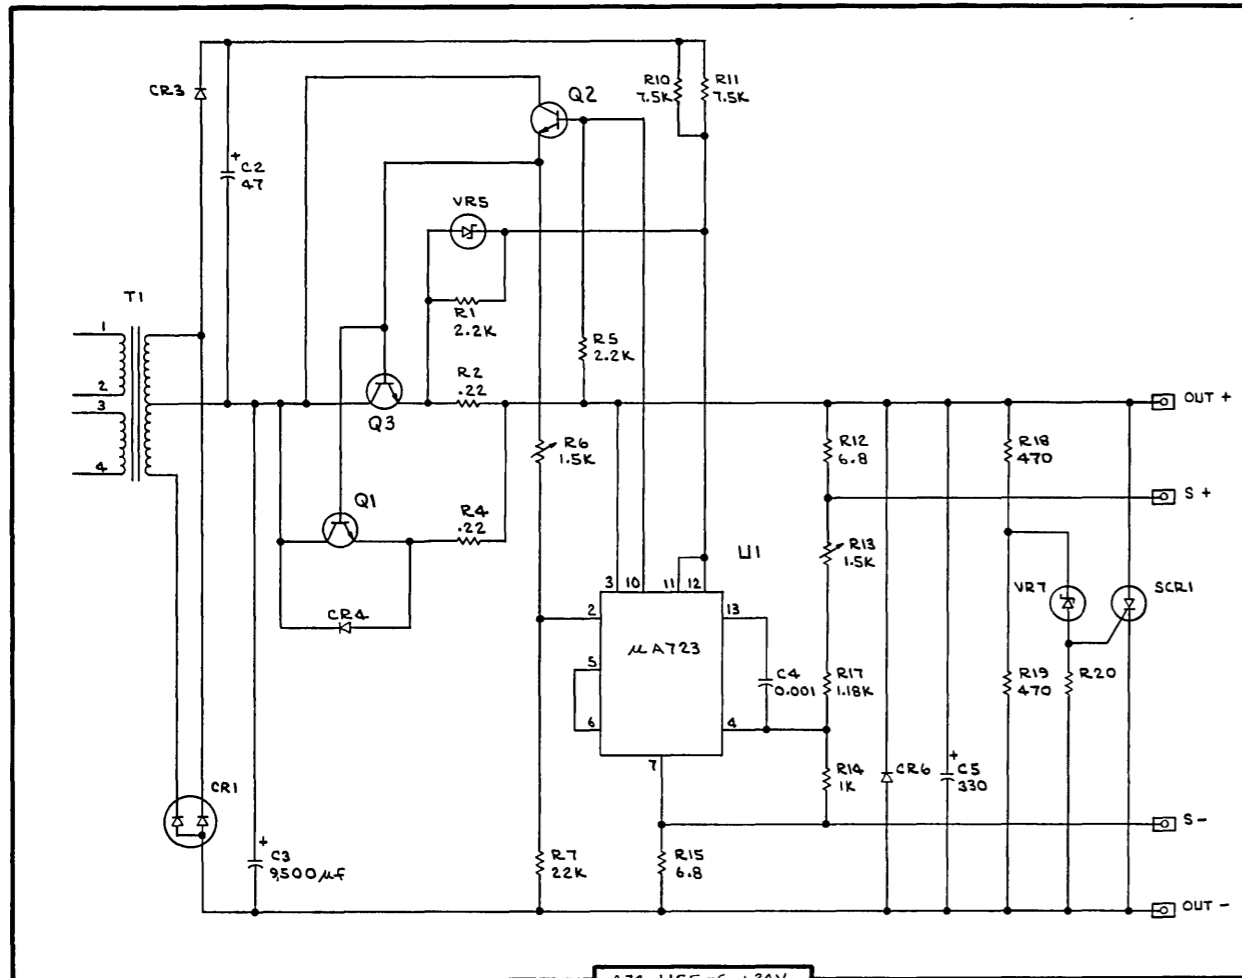 CR3
+
C2
47
R10
7.5K
R11
7.5K
Q2
VR5
T1
1
2
3
4
R1
2.2K
R5
2.2K
R2
.22
Q3
R6
1.5K
Q1
R4
.22
CR4
OUT +
R12
6.8
R18
470
S +
R13
1.5K
U1
3
10
11
12
2
13
5
6
4
7
µA723
C4
0.001
R17
1.18K
VR7
SCR1
R19
470
R20
CR1
+
C3
9,500µf
R14
1K
CR6
+
C5
330
S -
R7
22K
R15
6.8
OUT -